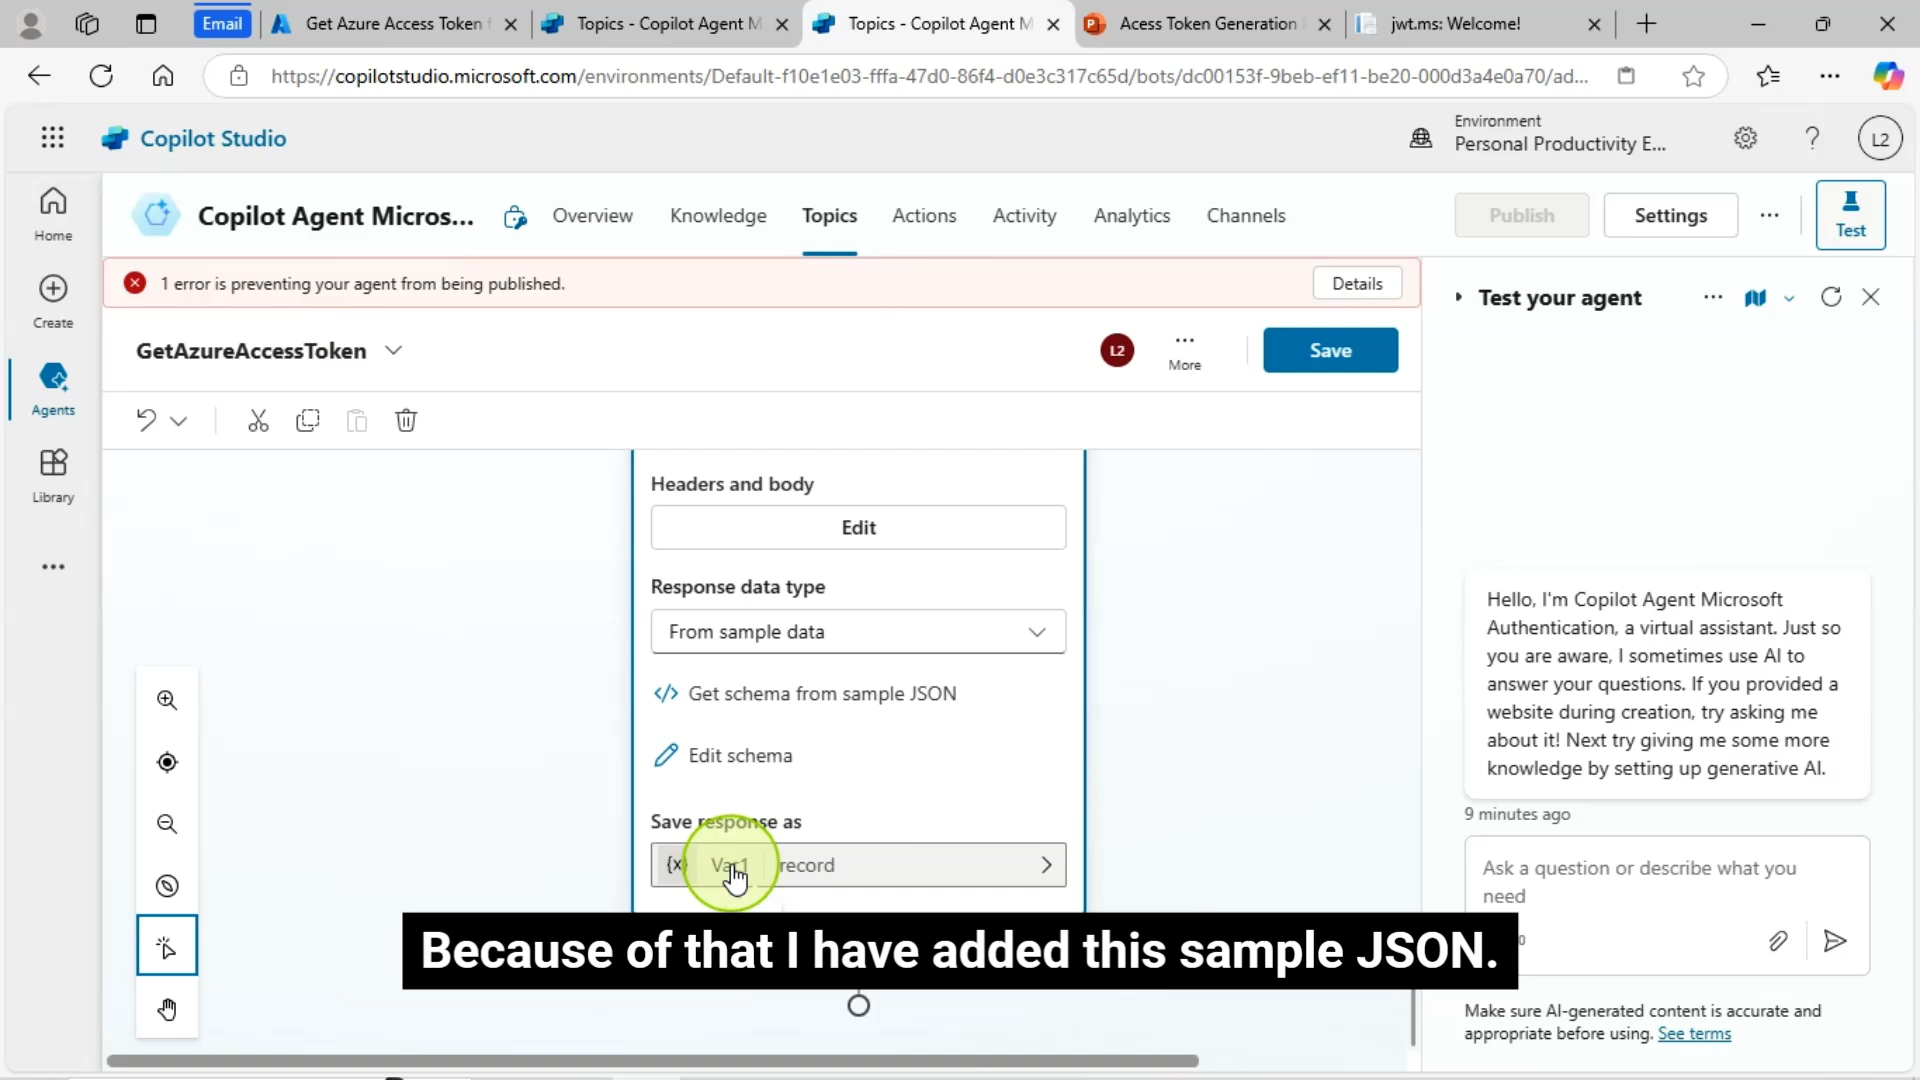 Email
Get Azure Access Token f
Topics - Copilot Agent M
Topics - Copilot Agent M
Acess Token Generation
jwt.ms: Welcome!
https://copilotstudio.microsoft.com/environments/Default-f10e1e03-fffa-47d0-86f4-d0e3c317c65d/bots/dc00153f-9beb-ef11-be20-000d3a4e0a70/ad...
Copilot Studio
Environment
Personal Productivity E...
L2
Home
Create
Agents
Library
Copilot Agent Micros...
Overview
Knowledge
Topics
Actions
Activity
Analytics
Channels
Publish
Settings
Test
1 error is preventing your agent from being published.
Details
GetAzureAccessToken
L2
More
Save
Headers and body
Edit
Response data type
From sample data
Get schema from sample JSON
Edit schema
Save response as
{x} Var1 record
Test your agent
Hello, I'm Copilot Agent Microsoft
Authentication, a virtual assistant. Just so
you are aware, I sometimes use AI to
answer your questions. If you provided a
website during creation, try asking me
about it! Next try giving me some more
knowledge by setting up generative AI.
9 minutes ago
Ask a question or describe what you
need
Make sure AI-generated content is accurate and
appropriate before using. See terms
Because of that I have added this sample JSON.